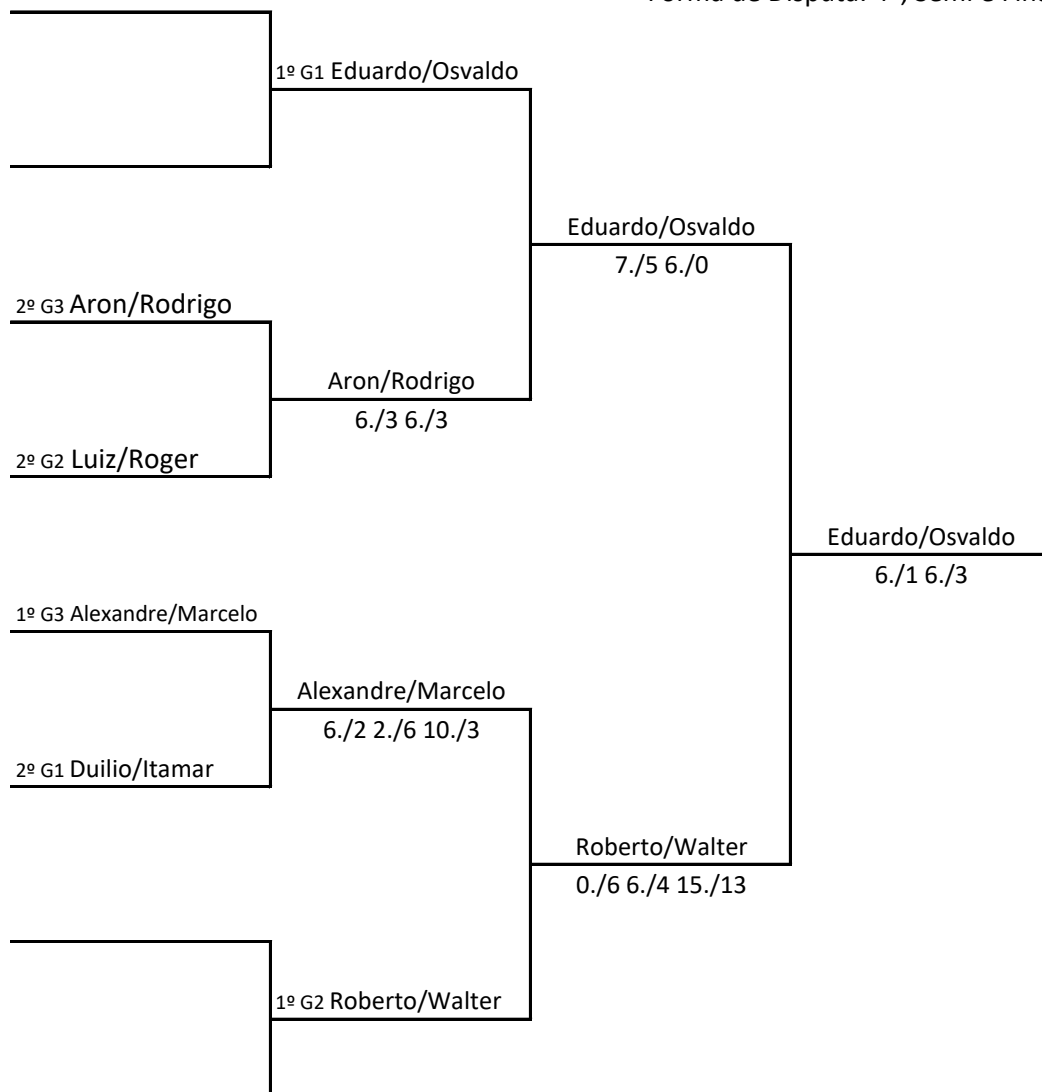 1º G1 Eduardo/Osvaldo
Eduardo/Osvaldo
7./5 6./0
2º G3 Aron/Rodrigo
Aron/Rodrigo
6./3 6./3
2º G2 Luiz/Roger
Eduardo/Osvaldo
6./1 6./3
1º G3 Alexandre/Marcelo
Alexandre/Marcelo
6./2 2./6 10./3
2º G1 Duilio/Itamar
Roberto/Walter
0./6 6./4 15./13
1º G2 Roberto/Walter